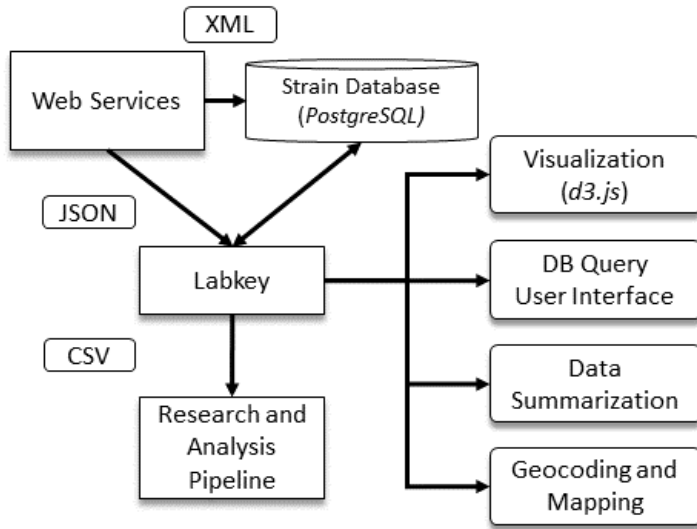 XML
Web Services
Strain Database
(PostgreSQL)
JSON
Labkey
CSV
Research and
Analysis
Pipeline
Visualization
(d3.js)
DB Query
User Interface
Data
Summarization
Geocoding and
Mapping